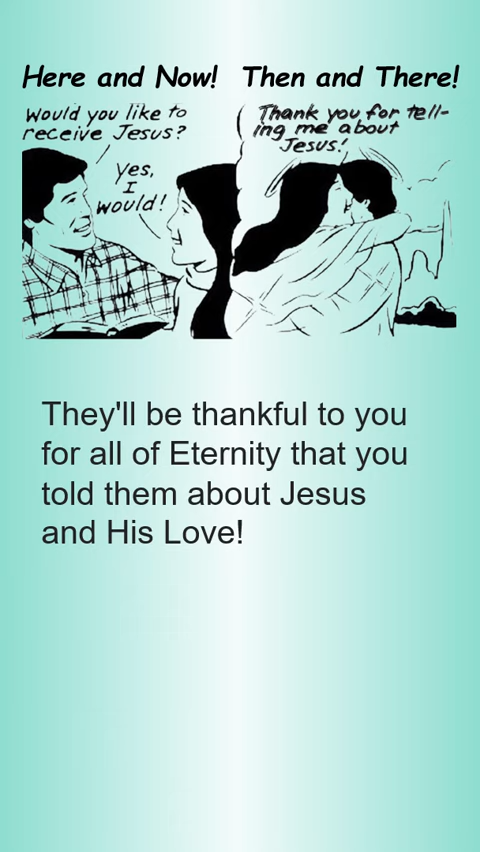 Here and Now!
Would you like to
receive Jesus?
Yes,
I
would!
Then and There!
Thank you for tell-
ing me about
Jesus!
They'll be thankful to you
for all of Eternity that you
told them about Jesus
and His Love!